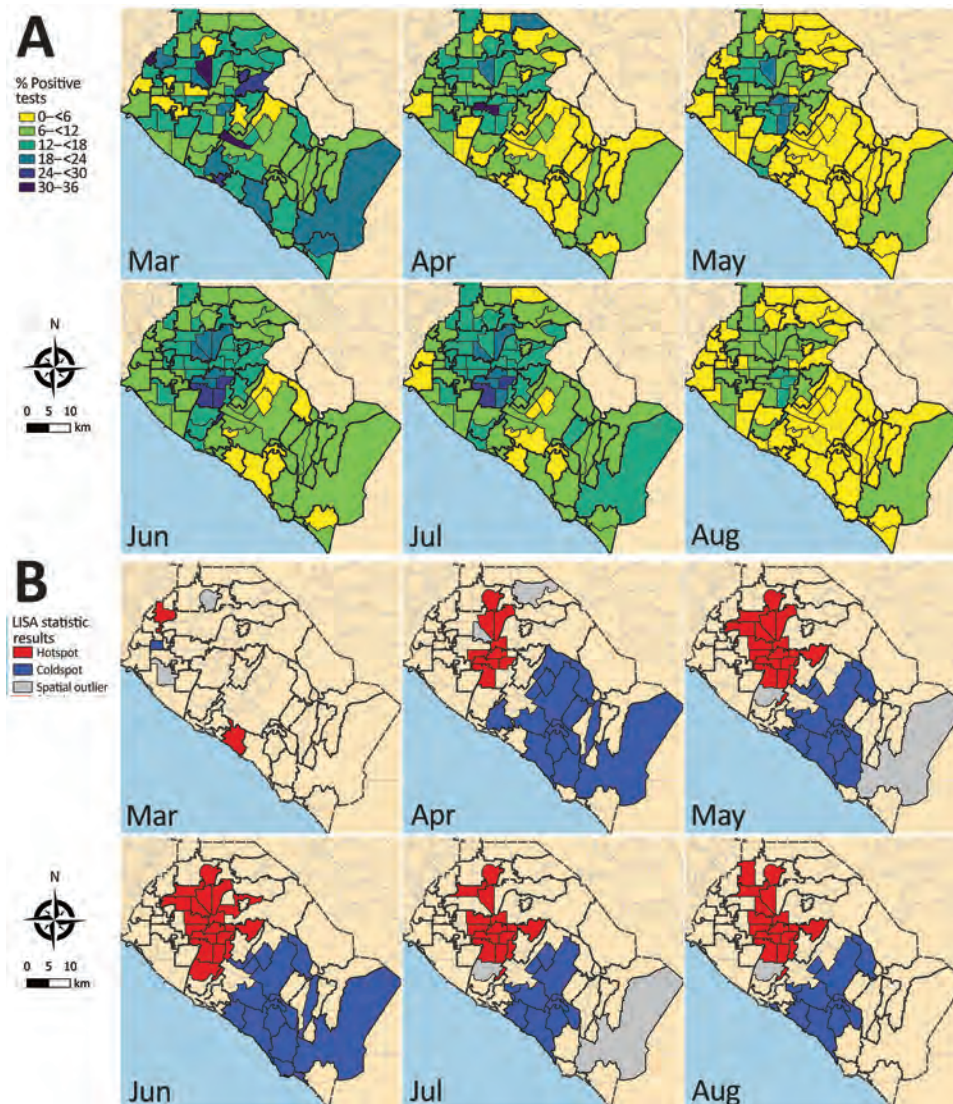 A
% Positive
tests
0–<6
6–<12
12–<18
18–<24
24–<30
30–36
Mar
Apr
May
N
0 5 10
km
Jun
Jul
Aug
B
LISA statistic
results
Hotspot
Coldspot
Spatial outlier
Mar
Apr
May
N
0 5 10
km
Jun
Jul
Aug